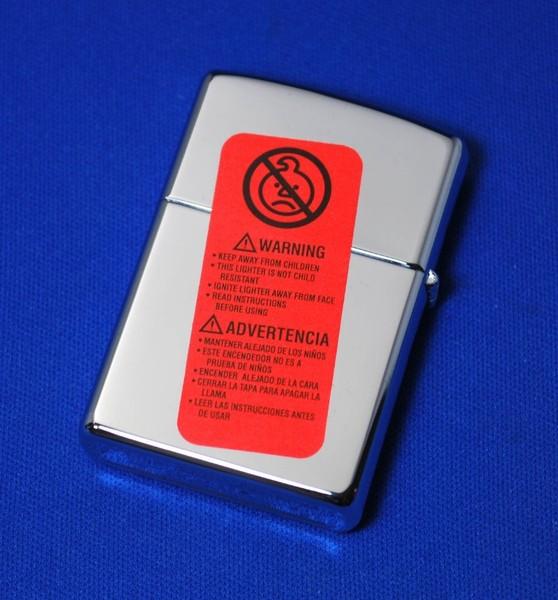 WARNING
• KEEP AWAY FROM CHILDREN
• THIS LIGHTER IS NOT CHILD
RESISTANT
• IGNITE LIGHTER AWAY FROM FACE
• READ INSTRUCTIONS
BEFORE USING
ADVERTENCIA
• MANTENER ALEJADO DE LOS NIÑOS
• ESTE ENCENDEDOR NO ES A
PRUEBA DE NIÑOS
• ENCENDER ALEJADO DE LA CARA
• CERRAR LA TAPA PARA APAGAR LA
LLAMA
• LEER LAS INSTRUCCIONES ANTES
DE USAR